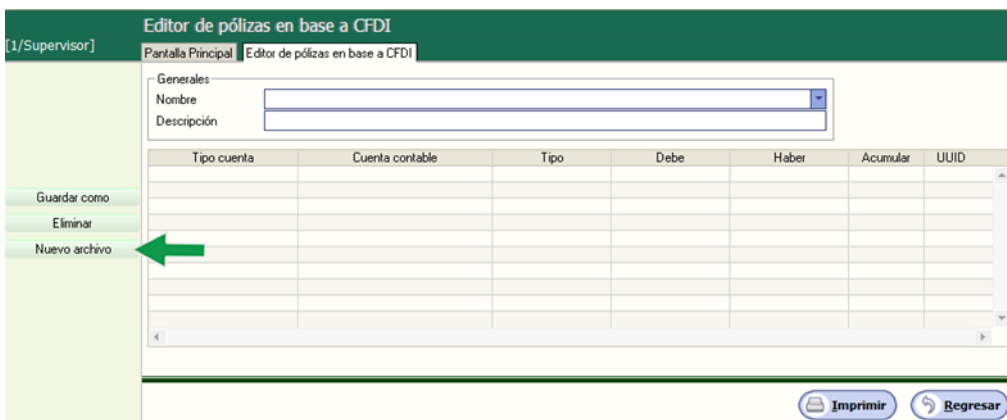 Editor de pólizas en base a CFDI
[1/Supervisor]
Pantalla Principal Editor de pólizas en base a CFDI
Generales
Nombre
Descripción
Tipo cuenta Cuenta contable Tipo Debe Haber Acumular UUID
Guardar como
Eliminar
Nuevo archivo
Imprimir Regresar